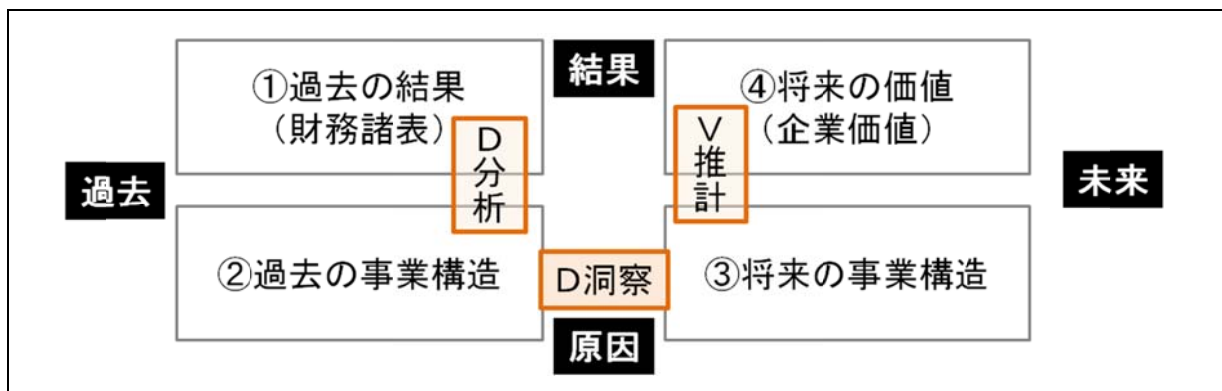 結果
①過去の結果
（財務諸表）
④将来の価値
（企業価値）
D分析
V推計
過去
未来
②過去の事業構造
D洞察
③将来の事業構造
原因